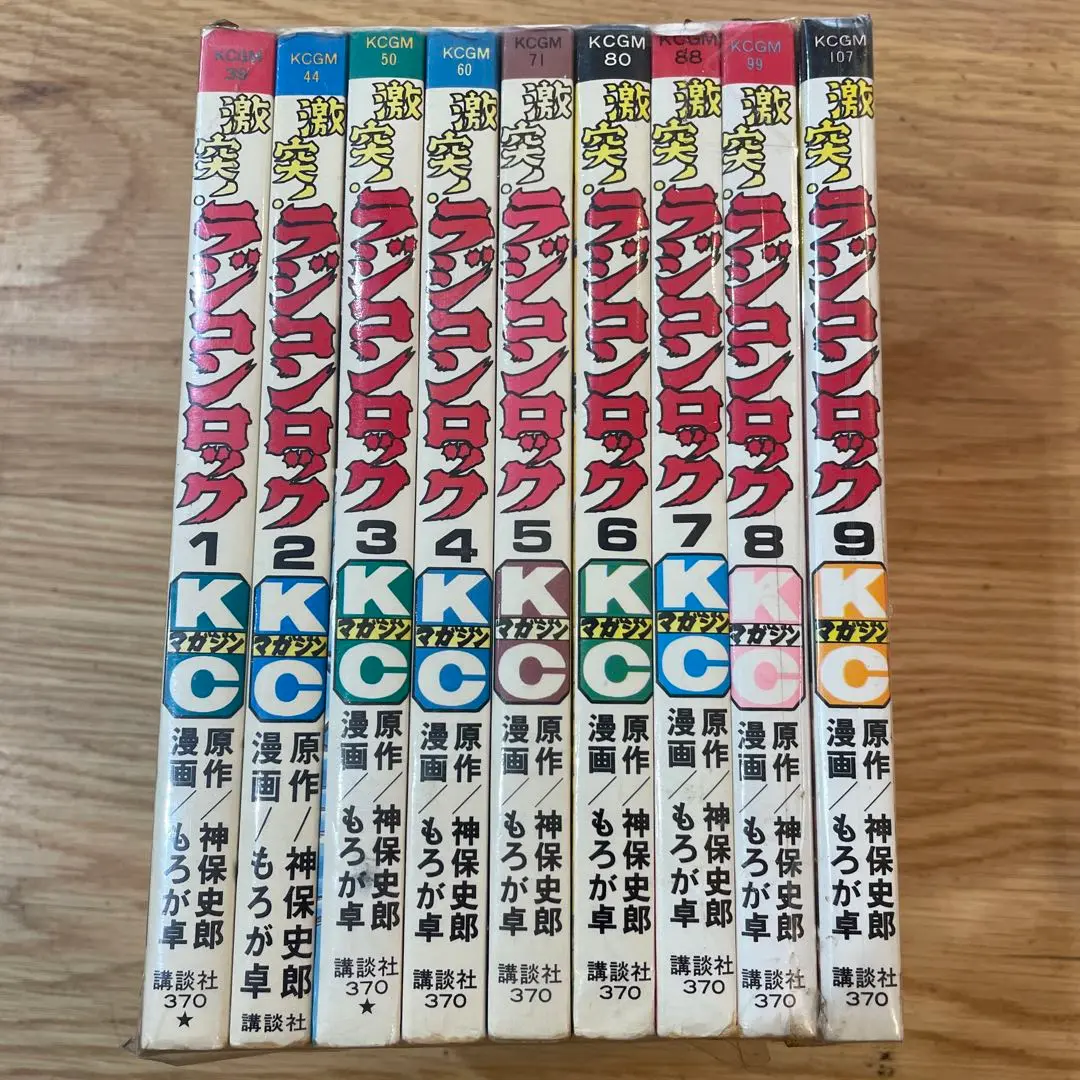 KCGM
39
激突!
ラジコンロック
1
K
マガジン
C
原作/神保史郎
漫画/もろが卓
講談社
370
★
KCGM
44
激突!
ラジコンロック
2
K
マガジン
C
原作/神保史郎
漫画/もろが卓
講談社
KCGM
50
激突!
ラジコンロック
3
K
マガジン
C
原作/神保史郎
漫画/もろが卓
講談社
370
★
KCGM
60
激突!
ラジコンロック
4
K
マガジン
C
原作/神保史郎
漫画/もろが卓
講談社
370
KCGM
71
激突!
ラジコンロック
5
K
マガジン
C
原作/神保史郎
漫画/もろが卓
講談社
370
KCGM
80
激突!
ラジコンロック
6
K
マガジン
C
原作/神保史郎
漫画/もろが卓
講談社
370
KCGM
88
激突!
ラジコンロック
7
K
マガジン
C
原作/神保史郎
漫画/もろが卓
講談社
370
KCGM
99
激突!
ラジコンロック
8
K
マガジン
C
原作/神保史郎
漫画/もろが卓
講談社
370
KCGM
107
激突!
ラジコンロック
9
K
マガジン
C
原作/神保史郎
漫画/もろが卓
講談社
370